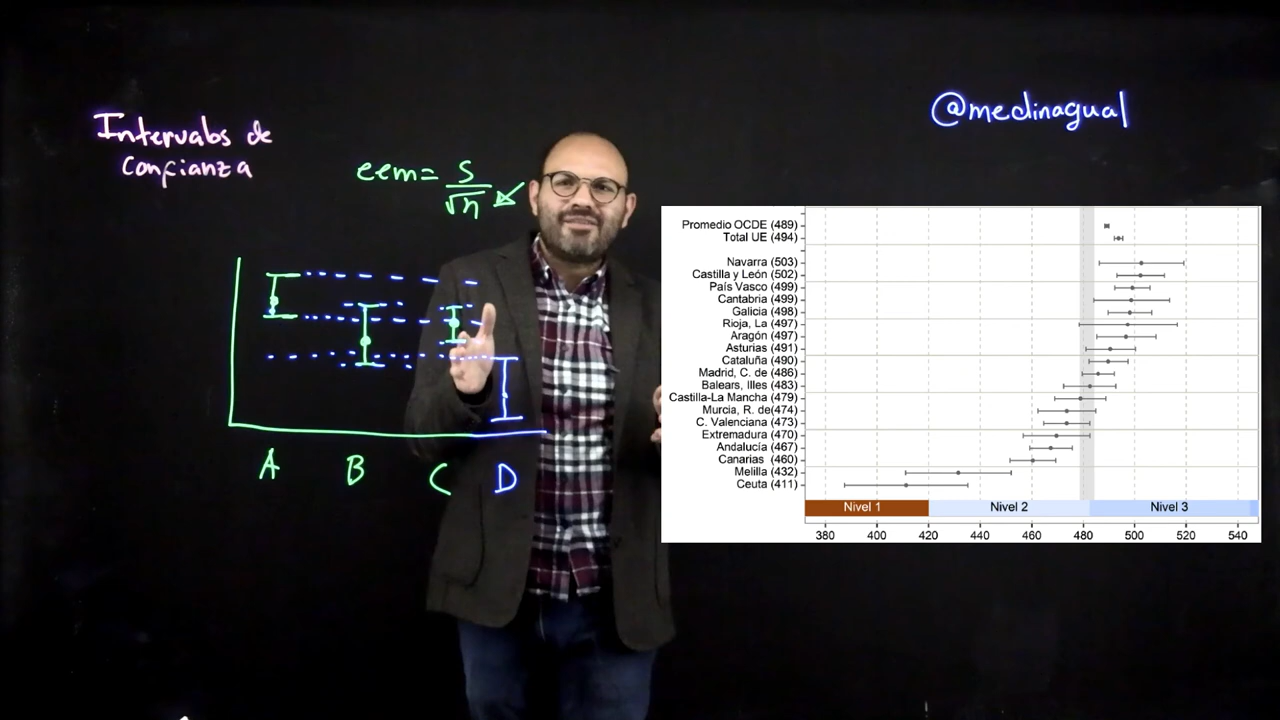 Intervalos de
confianza
eem = s
√n
@medinagual
A
B
C
D
Promedio OCDE (489)
Total UE (494)
Navarra (503)
Castilla y León (502)
País Vasco (499)
Cantabria (499)
Galicia (498)
Rioja, La (497)
Aragón (497)
Asturias (491)
Cataluña (490)
Madrid, C. de (486)
Balears, Illes (483)
Castilla-La Mancha (479)
Murcia, R. de(474)
C. Valenciana (473)
Extremadura (470)
Andalucía (467)
Canarias (460)
Melilla (432)
Ceuta (411)
Nivel 1 Nivel 2 Nivel 3
380 400 420 440 460 480 500 520 540